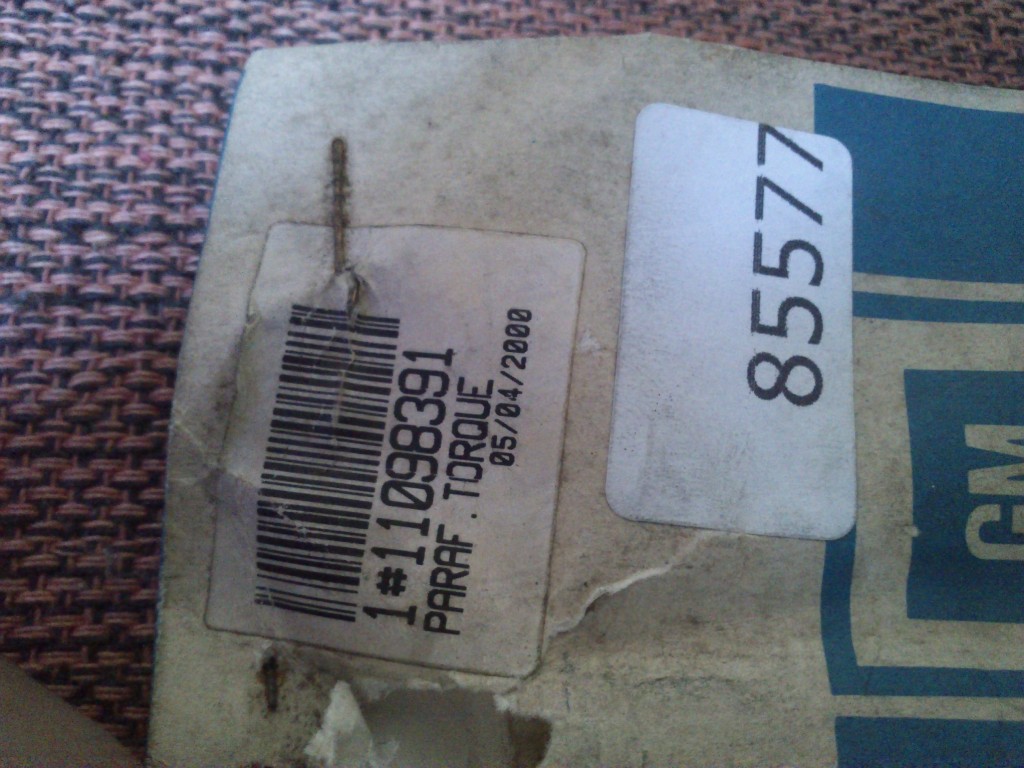 1#11098391
PARAF.TORQUE
05/04/2000
85577
GM